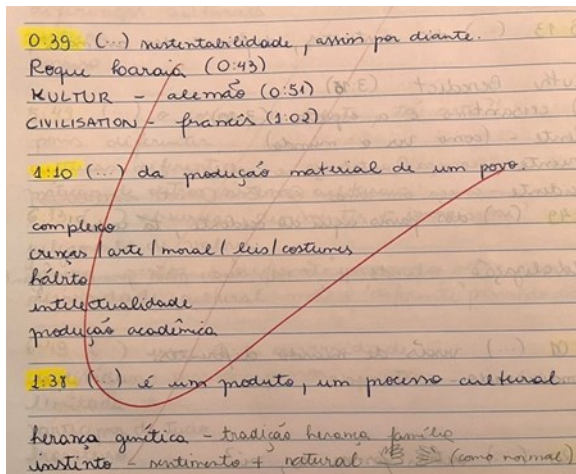 0:39 (...) sustentabilidade, assim por diante.
Roque Laraia (0:43)
KULTUR - alemão (0:51)
CIVILISATION - francês (1:02)
1:10 (...) da produção material de um povo.
complexo
crenças / arte / moral / leis / costumes
hábito
intelectualidade
produção acadêmica
1:38 (...) é um produto, um processo cultural
herança genética - tradição herança família
instinto - sentimento + natural (como normal)